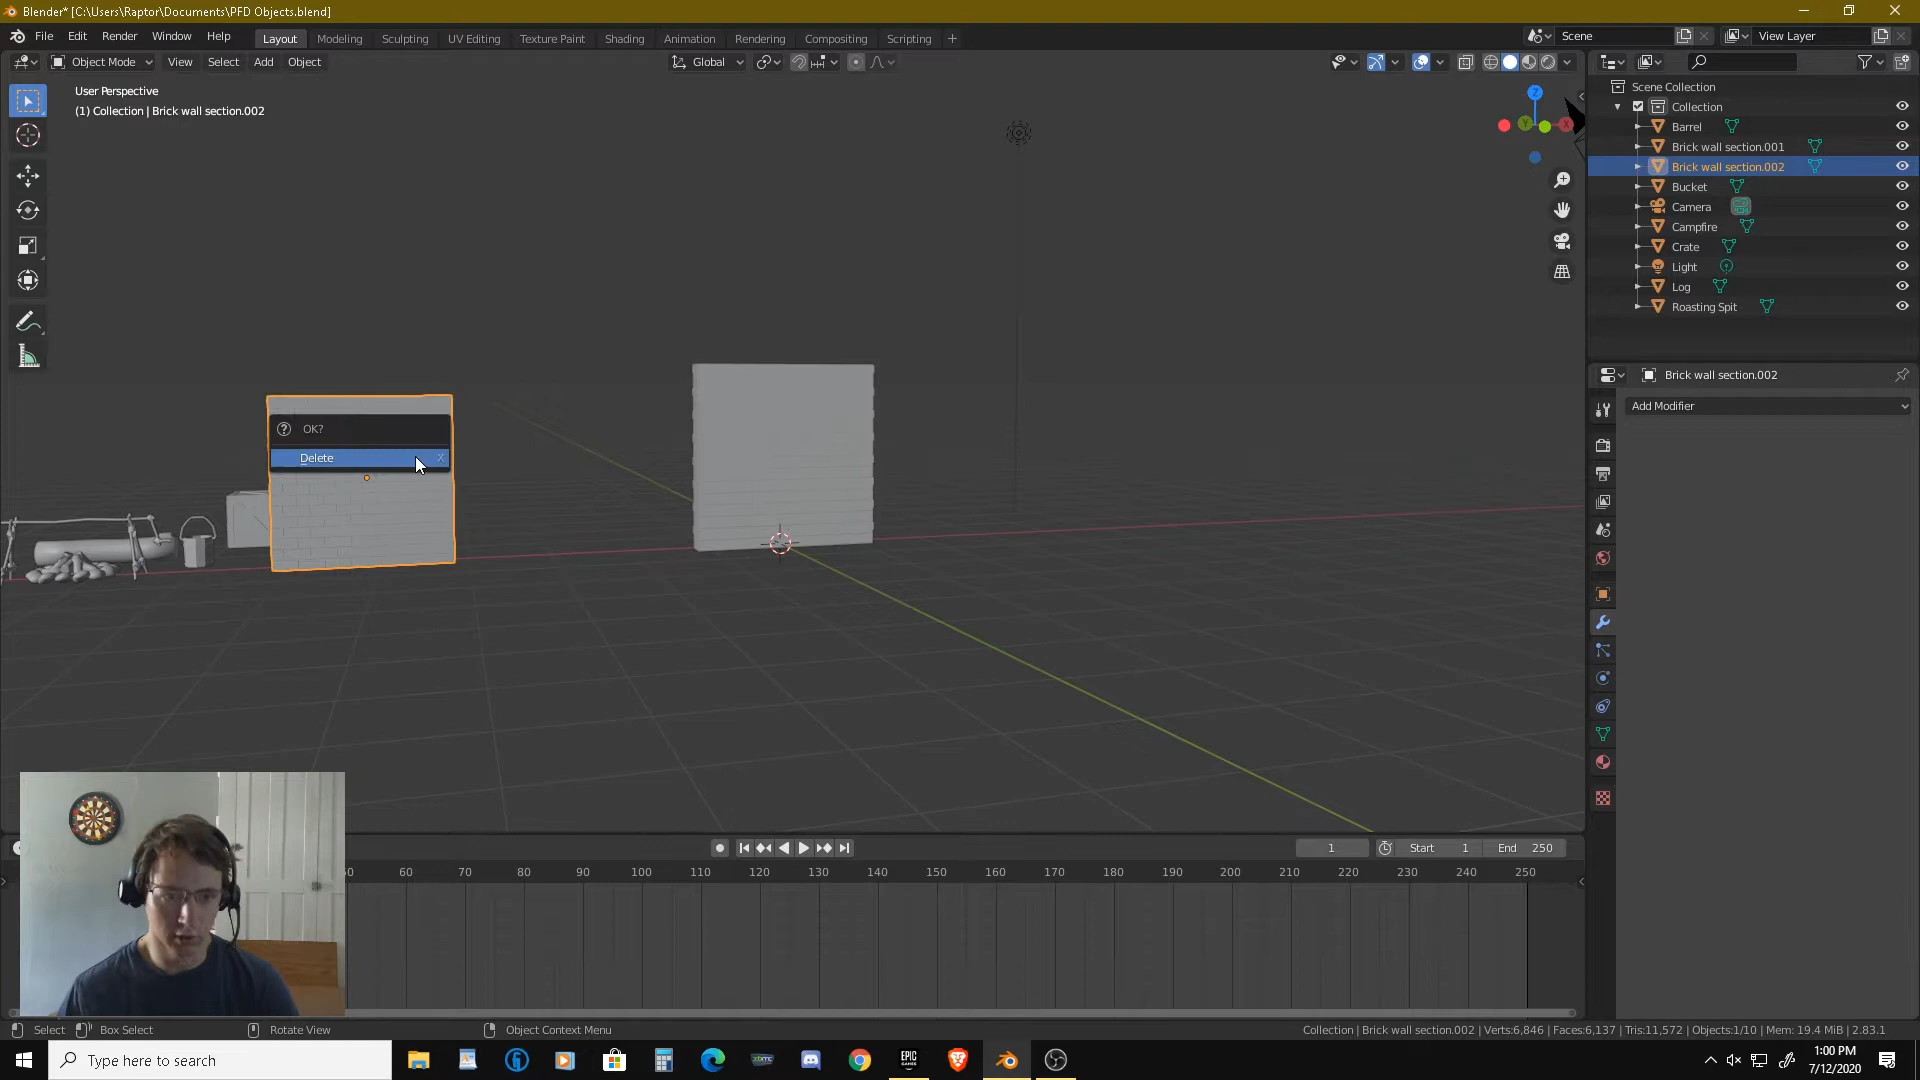 Blender* [C:\Users\Raptor\Documents\PFD Objects.blend]
File Edit Render Window Help Layout Modeling Sculpting UV Editing Texture Paint Shading Animation Rendering Compositing Scripting + Scene View Layer
Object Mode View Select Add Object Global
User Perspective
(1) Collection | Brick wall section.002
Z
Y
X
Scene Collection
Collection
Barrel
Brick wall section.001
Brick wall section.002
Bucket
Camera
Campfire
Crate
Light
Log
Roasting Spit
Brick wall section.002
Add Modifier
OK?
Delete X
1 Start 1 End 250
60 70 80 90 100 110 120 130 140 150 160 170 180 190 200 210 220 230 240 250
Select Box Select Rotate View Object Context Menu
Collection | Brick wall section.002 | Verts:6,846 | Faces:6,137 | Tris:11,572 | Objects:1/10 | Mem: 19.4 MiB | 2.83.1
Type here to search
EPIC
GAMES
1:00 PM
7/12/2020